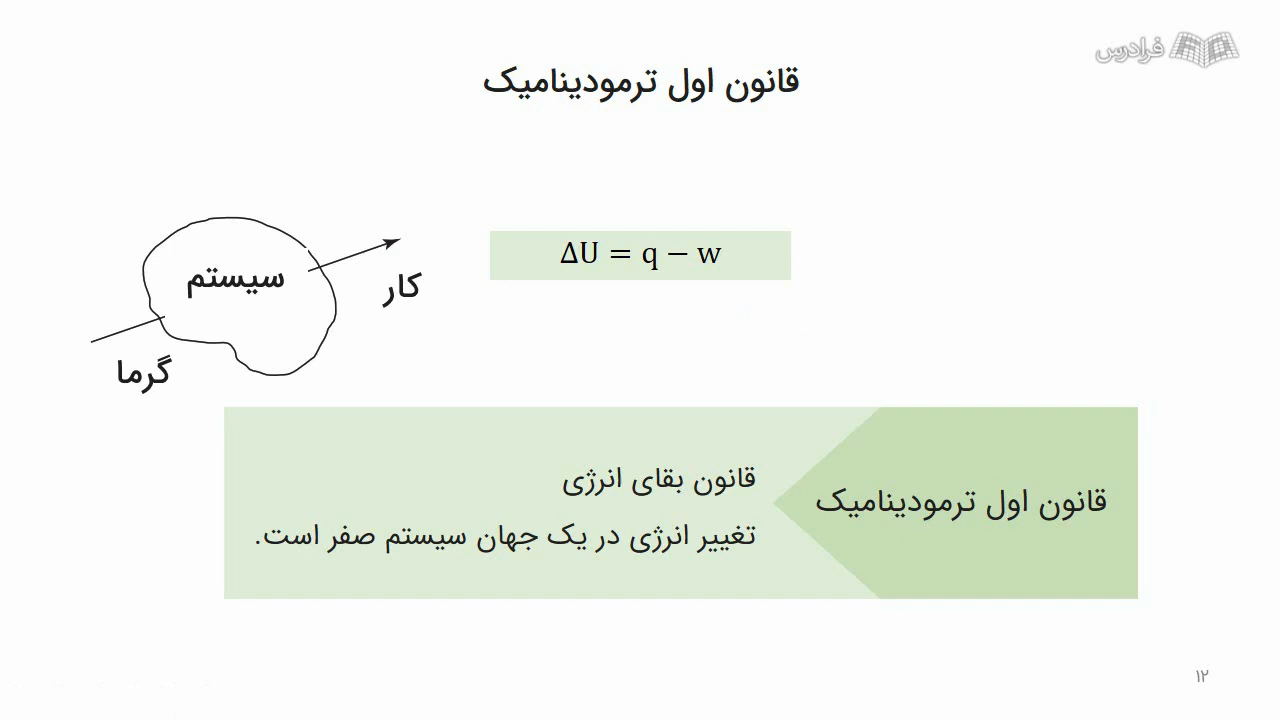 فرادرس
قانون اول ترمودینامیک
ΔU = q − w
سیستم
کار
گرما
قانون اول ترمودینامیک
قانون بقای انرژی
تغییر انرژی در یک جهان سیستم صفر است.
۱۲